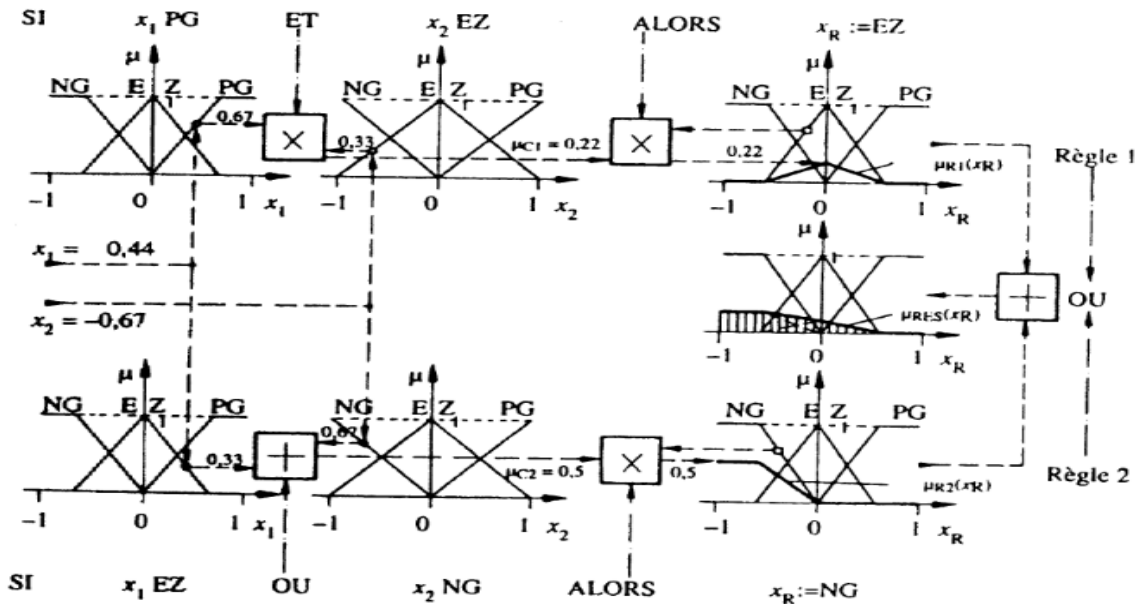 SI x₁ PG ET x₂ EZ ALORS x_R :=EZ
μ μ μ
NG E Z PG NG E Z PG NG E Z PG
1 1 1
0,67 0,33 μC1 = 0,22 0,22 μR1(xR) Règle 1
× ×
−1 0 1 x₁ −1 0 1 x₂ −1 0 1 x_R
x₁ = 0,44
μ
1
+ OU
x₂ = −0,67
μRES(xR)
−1 0 1 x_R
μ μ μ
NG E Z PG NG E Z PG NG E Z PG
1 1 1
0,33 + 0,67 μC2 = 0,5 × 0,5 μR2(xR) Règle 2
−1 0 1 x₁ −1 0 1 x₂ −1 0 1 x_R
SI x₁ EZ OU x₂ NG ALORS x_R:=NG